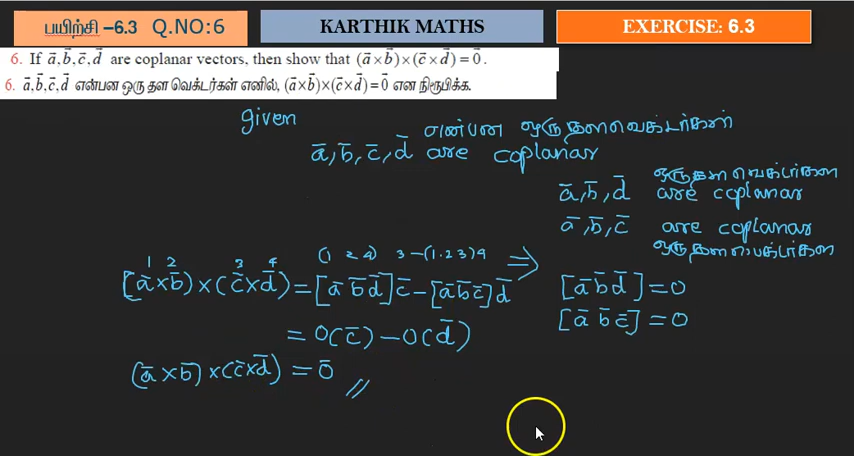 பயிற்சி –6.3 Q.NO:6
KARTHIK MATHS
EXERCISE: 6.3
6. If a⃗, b⃗, c⃗, d⃗ are coplanar vectors, then show that (a⃗ × b⃗) × (c⃗ × d⃗) = 0⃗.
6. a⃗, b⃗, c⃗, d⃗ என்பன ஒரு தள வெக்டர்கள் எனில், (a⃗ × b⃗) × (c⃗ × d⃗) = 0⃗ என நிரூபிக்க.
given
என்பன ஒருதளவெக்டர்கள்
a̅, b̅, c̅, d̅ are coplanar
ஒருதளவெக்டர்கள்
a̅, b̅, d̅ are coplanar
a̅, b̅, c̅ are coplanar
ஒருதளவெக்டர்கள்
1 2 3 4 (1 2 4) 3 – (1 2 3) 4 ⇒
[a̅ × b̅) × (c̅ × d̅) = [a̅ b̅ d̅] c̅ – [a̅ b̅ c̅] d̅
[a̅ b̅ d̅] = 0
[a̅ b̅ c̅] = 0
= 0(c̅) – 0(d̅)
(a̅ × b̅) × (c̅ × d̅) = 0̅ //